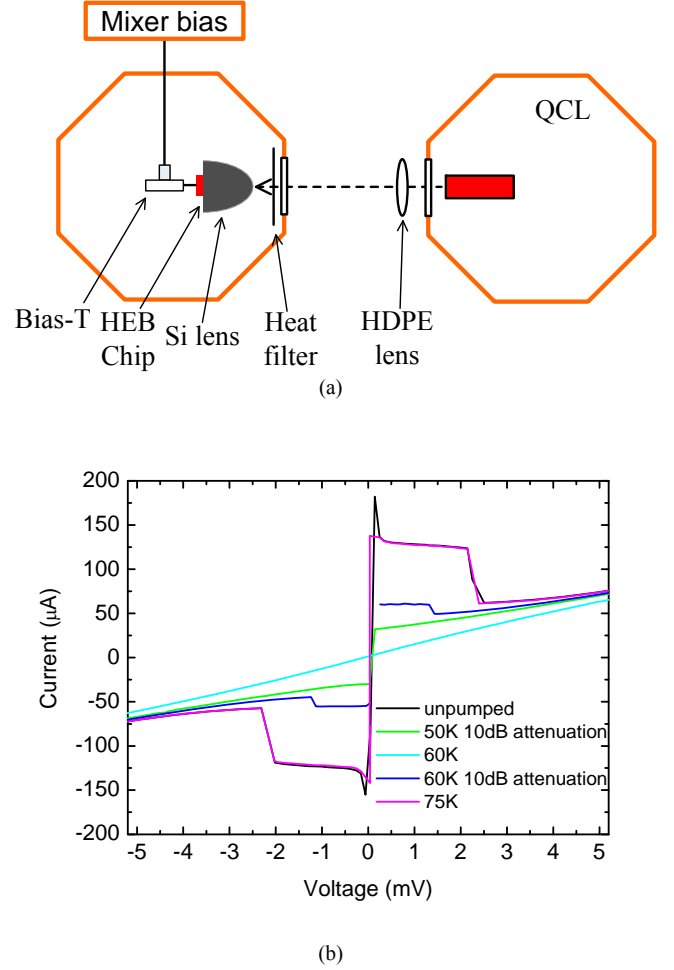 Mixer bias
QCL
Bias-T
HEB
Chip
Si lens
Heat
filter
HDPE
lens
(a)
200
150
100
50
0
-50
-100
-150
-200
Current (μA)
unpumped
50K 10dB attenuation
60K
60K 10dB attenuation
75K
-5 -4 -3 -2 -1 0 1 2 3 4 5
Voltage (mV)
(b)